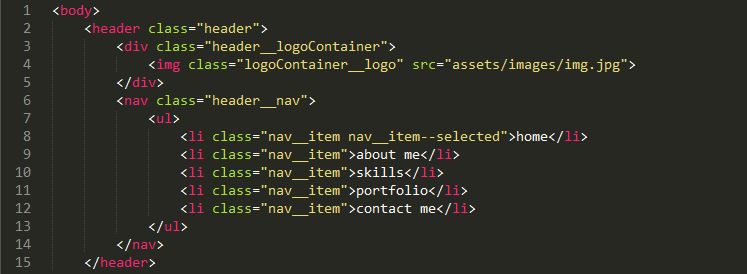 1 <body>
2     <header class="header">
3         <div class="header__logoContainer">
4             <img class="logoContainer__logo" src="assets/images/img.jpg">
5         </div>
6         <nav class="header__nav">
7             <ul>
8                 <li class="nav__item nav__item--selected">home</li>
9                 <li class="nav__item">about me</li>
10                 <li class="nav__item">skills</li>
11                 <li class="nav__item">portfolio</li>
12                 <li class="nav__item">contact me</li>
13             </ul>
14         </nav>
15     </header>